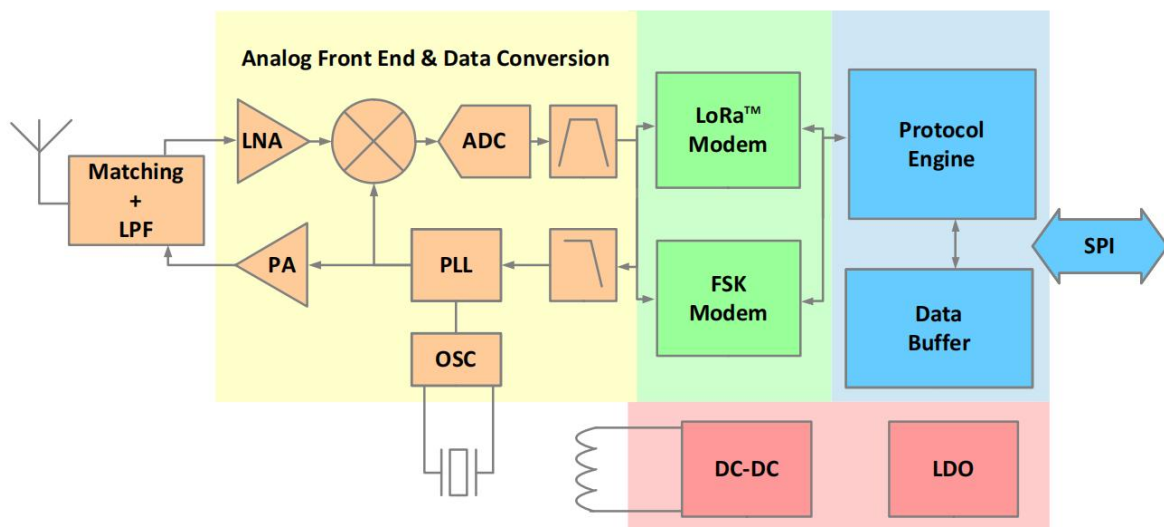 Analog Front End & Data Conversion
LNA
ADC
LoRa™
Modem
Protocol
Engine
Matching
+
LPF
PA
PLL
FSK
Modem
SPI
Data
Buffer
OSC
DC-DC
LDO